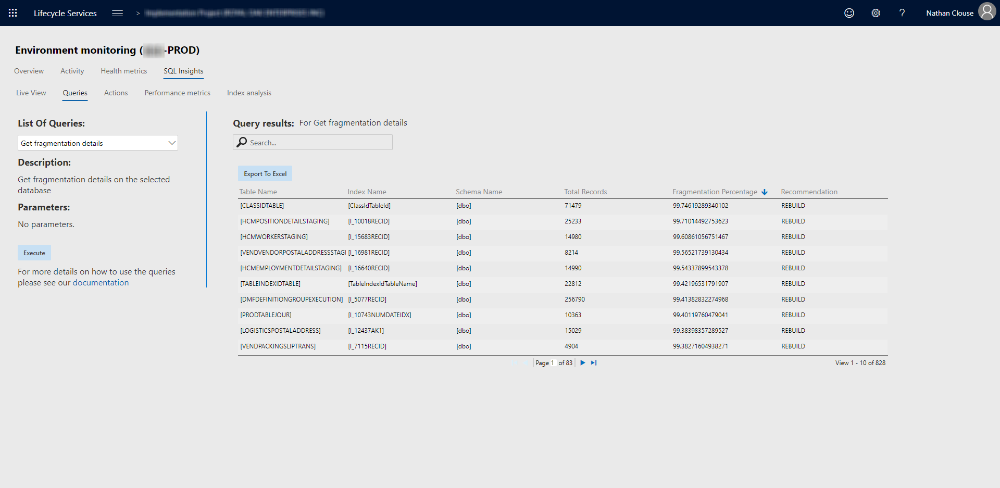 Lifecycle Services > Nathan Clouse
Environment monitoring ( -PROD)
Overview Activity Health metrics SQL Insights
Live View Queries Actions Performance metrics Index analysis
List Of Queries:
Get fragmentation details
Description:
Get fragmentation details on the selected
database
Parameters:
No parameters.
Execute
For more details on how to use the queries
please see our documentation
Query results: For Get fragmentation details
Search...
Export To Excel
Table Name Index Name Schema Name Total Records Fragmentation Percentage Recommendation
[CLASSIDTABLE] [ClassIdTableId] [dbo] 71479 99.74619289340102 REBUILD
[HCMPOSITIONDETAILSTAGING] [I_10018RECID] [dbo] 25233 99.71014492753623 REBUILD
[HCMWORKERSTAGING] [I_15683RECID] [dbo] 14980 99.60861056751467 REBUILD
[VENDVENDORPOSTALADDRESSSTAGI [I_16981RECID] [dbo] 8214 99.56521739130434 REBUILD
[HCMEMPLOYMENTDETAILSTAGING] [I_16640RECID] [dbo] 14990 99.54337899543378 REBUILD
[TABLEINDEXIDTABLE] [TableIndexIdTableName] [dbo] 22812 99.42196531791907 REBUILD
[DMFDEFINITIONGROUPEXECUTION] [I_5077RECID] [dbo] 256790 99.41382832274968 REBUILD
[PRODTABLEJOUR] [I_10743NUMDATEIDX] [dbo] 10363 99.40119760479041 REBUILD
[LOGISTICSPOSTALADDRESS] [I_12437AK1] [dbo] 15029 99.38398357289527 REBUILD
[VENDPACKINGSLIPTRANS] [I_7115RECID] [dbo] 4904 99.38271604938271 REBUILD
Page 1 of 83 View 1 - 10 of 828